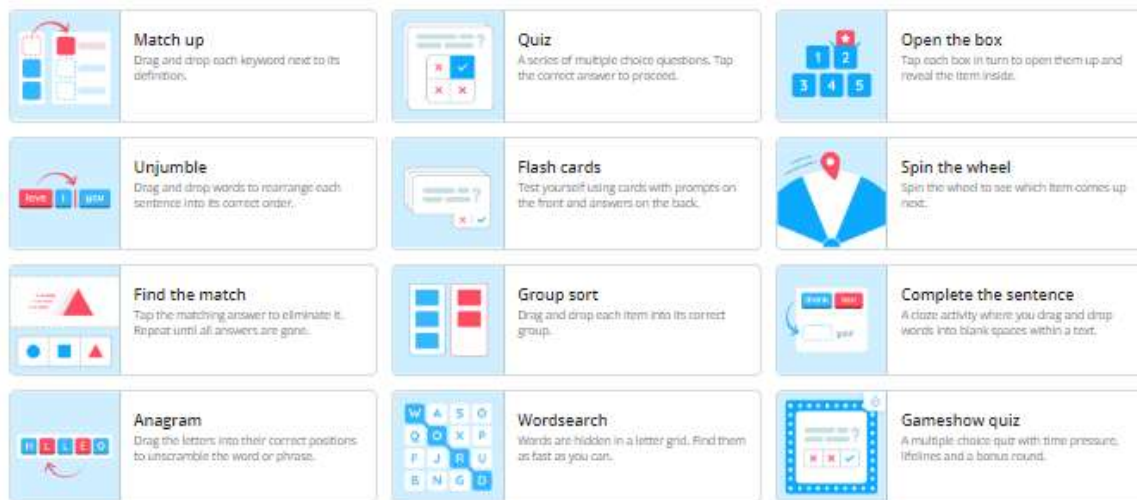 Match up
Drag and drop each keyword next to its
definition.
?
Quiz
A series of multiple choice questions. Tap
the correct answer to proceed.
1 2
3 4 5
Open the box
Tap each box in turn to open them up and
reveal the item inside.
love I you
Unjumble
Drag and drop words to rearrange each
sentence into its correct order.
?
Flash cards
Test yourself using cards with prompts on
the front and answers on the back.
Spin the wheel
Spin the wheel to see which item comes up
next.
Find the match
Tap the matching answer to eliminate it.
Repeat until all answers are gone.
Group sort
Drag and drop each item into its correct
group.
you
Complete the sentence
A cloze activity where you drag and drop
words into blank spaces within a text.
H L L E O
Anagram
Drag the letters into their correct positions
to unscramble the word or phrase.
W A S O
Q O X P
F J R U
B N G D
Wordsearch
Words are hidden in a letter grid. Find them
as fast as you can.
?
Gameshow quiz
A multiple choice quiz with time pressure,
lifelines and a bonus round.